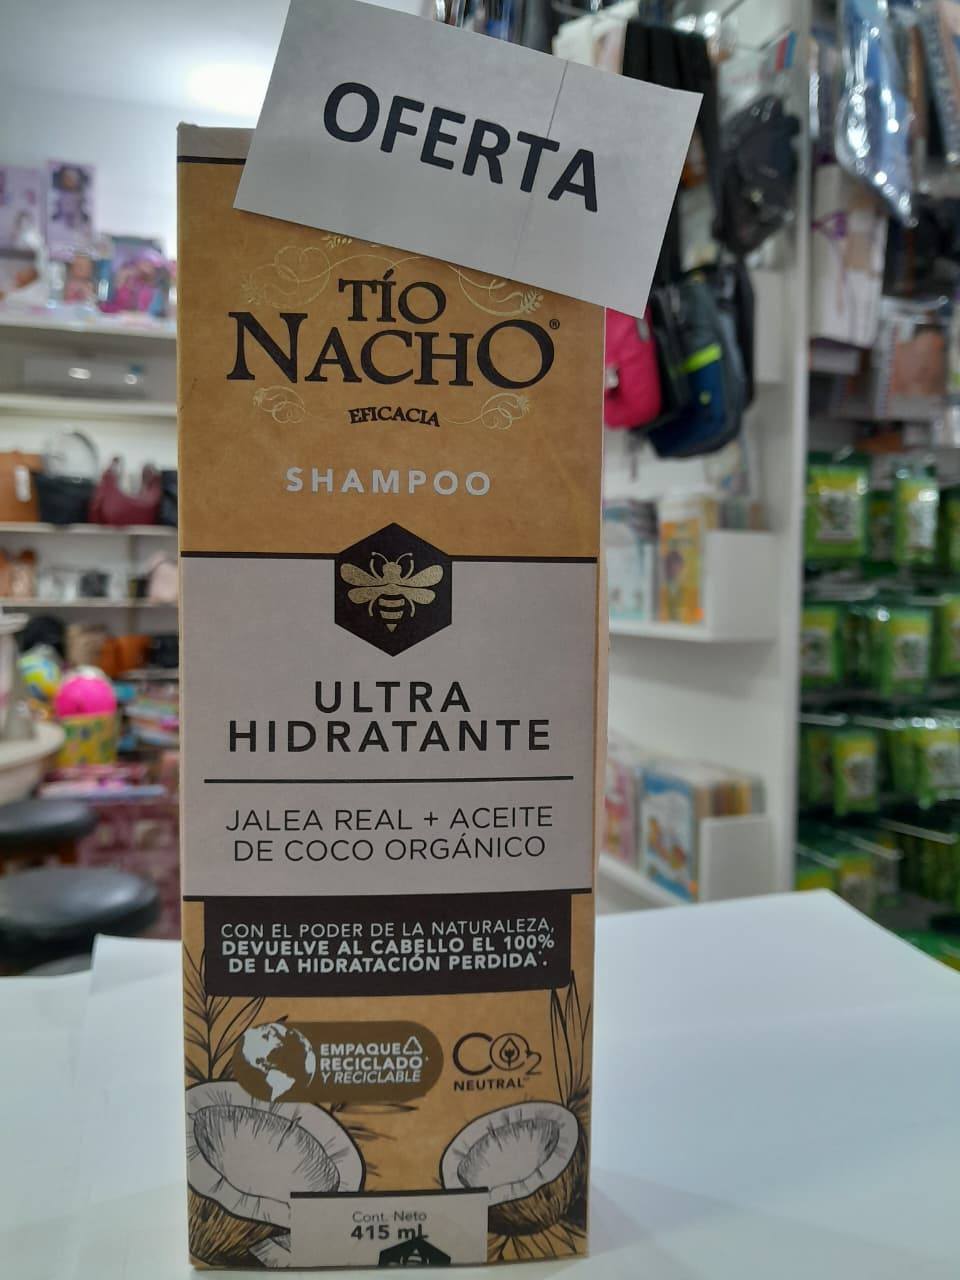 OFERTA
TÍO
NACHO®
EFICACIA
SHAMPOO
ULTRA
HIDRATANTE
JALEA REAL + ACEITE
DE COCO ORGÁNICO
CON EL PODER DE LA NATURALEZA,
DEVUELVE AL CABELLO EL 100%
DE LA HIDRATACIÓN PERDIDA*.
EMPAQUE
RECICLADO*
Y RECICLABLE
CO2
NEUTRAL™
Cont. Neto
415 mL